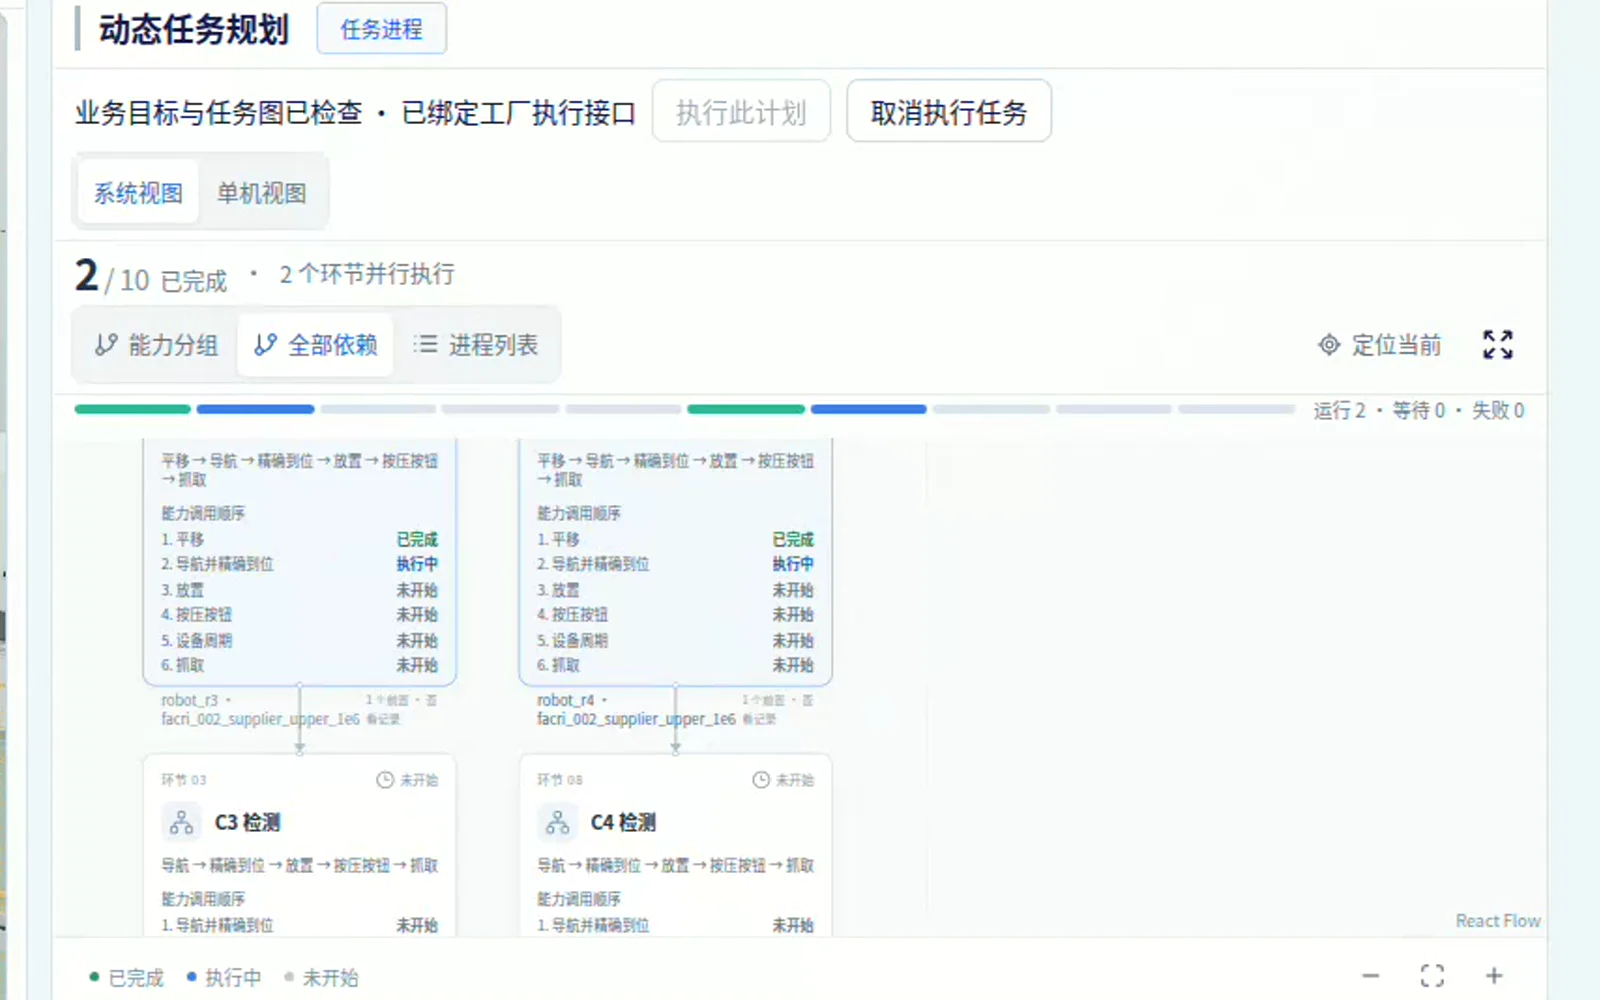 动态任务规划 任务进程
业务目标与任务图已检查 · 已绑定工厂执行接口 执行此计划 取消执行任务
系统视图 单机视图
2 / 10 已完成 · 2 个环节并行执行
能力分组 全部依赖 进程列表 定位当前
运行 2 · 等待 0 · 失败 0
平移 → 导航 → 精确到位 → 放置 → 按压按钮
→ 抓取
能力调用顺序
1. 平移 已完成
2. 导航并精确到位 执行中
3. 放置 未开始
4. 按压按钮 未开始
5. 设备周期 未开始
6. 抓取 未开始
robot_r3 · 1 个前置 · 查
facri_002_supplier_upper_1e6 看记录
平移 → 导航 → 精确到位 → 放置 → 按压按钮
→ 抓取
能力调用顺序
1. 平移 已完成
2. 导航并精确到位 执行中
3. 放置 未开始
4. 按压按钮 未开始
5. 设备周期 未开始
6. 抓取 未开始
robot_r4 · 1 个前置 · 查
facri_002_supplier_upper_1e6 看记录
环节 03 未开始
C3 检测
导航 → 精确到位 → 放置 → 按压按钮 → 抓取
能力调用顺序
1. 导航并精确到位 未开始
环节 08 未开始
C4 检测
导航 → 精确到位 → 放置 → 按压按钮 → 抓取
能力调用顺序
1. 导航并精确到位 未开始
React Flow
已完成 执行中 未开始